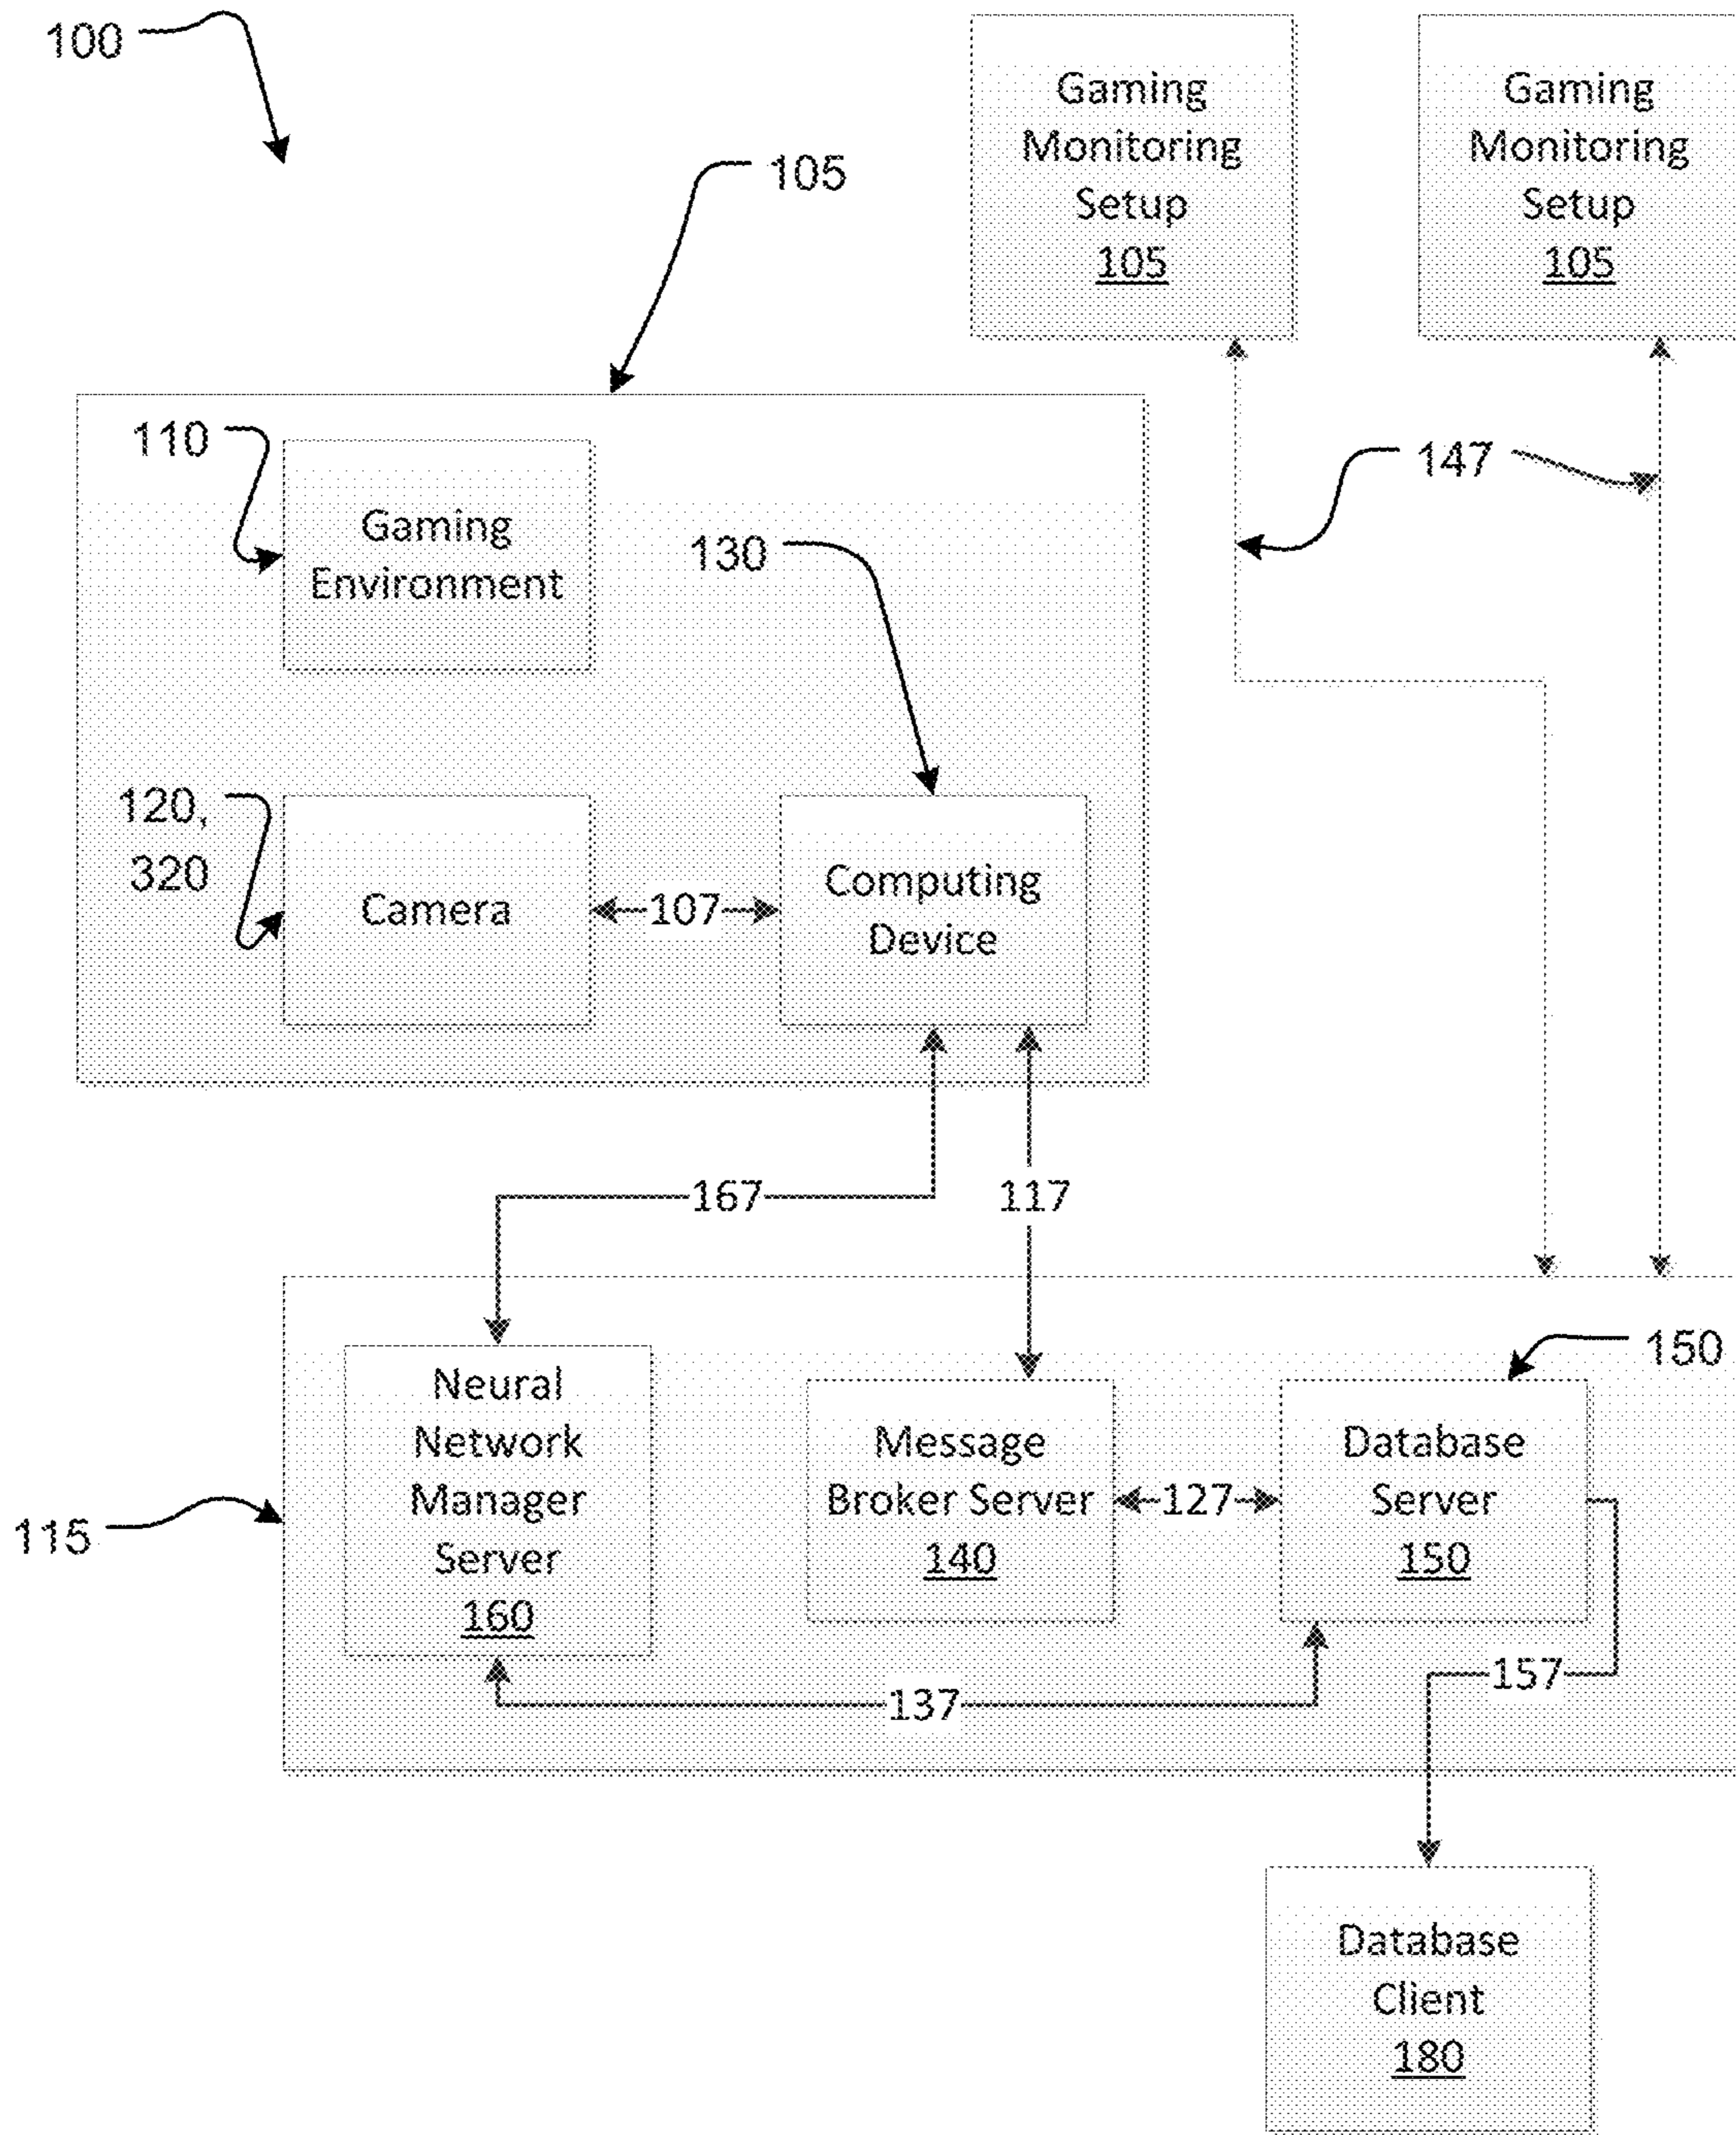 100
Gaming
Monitoring
Setup
105
Gaming
Monitoring
Setup
105
105
110
Gaming
Environment
147
130
120,
320
Camera
107
Computing
Device
167
117
150
Neural
Network
Manager
Server
160
Message
Broker Server
140
127
Database
Server
150
115
137
157
Database
Client
180